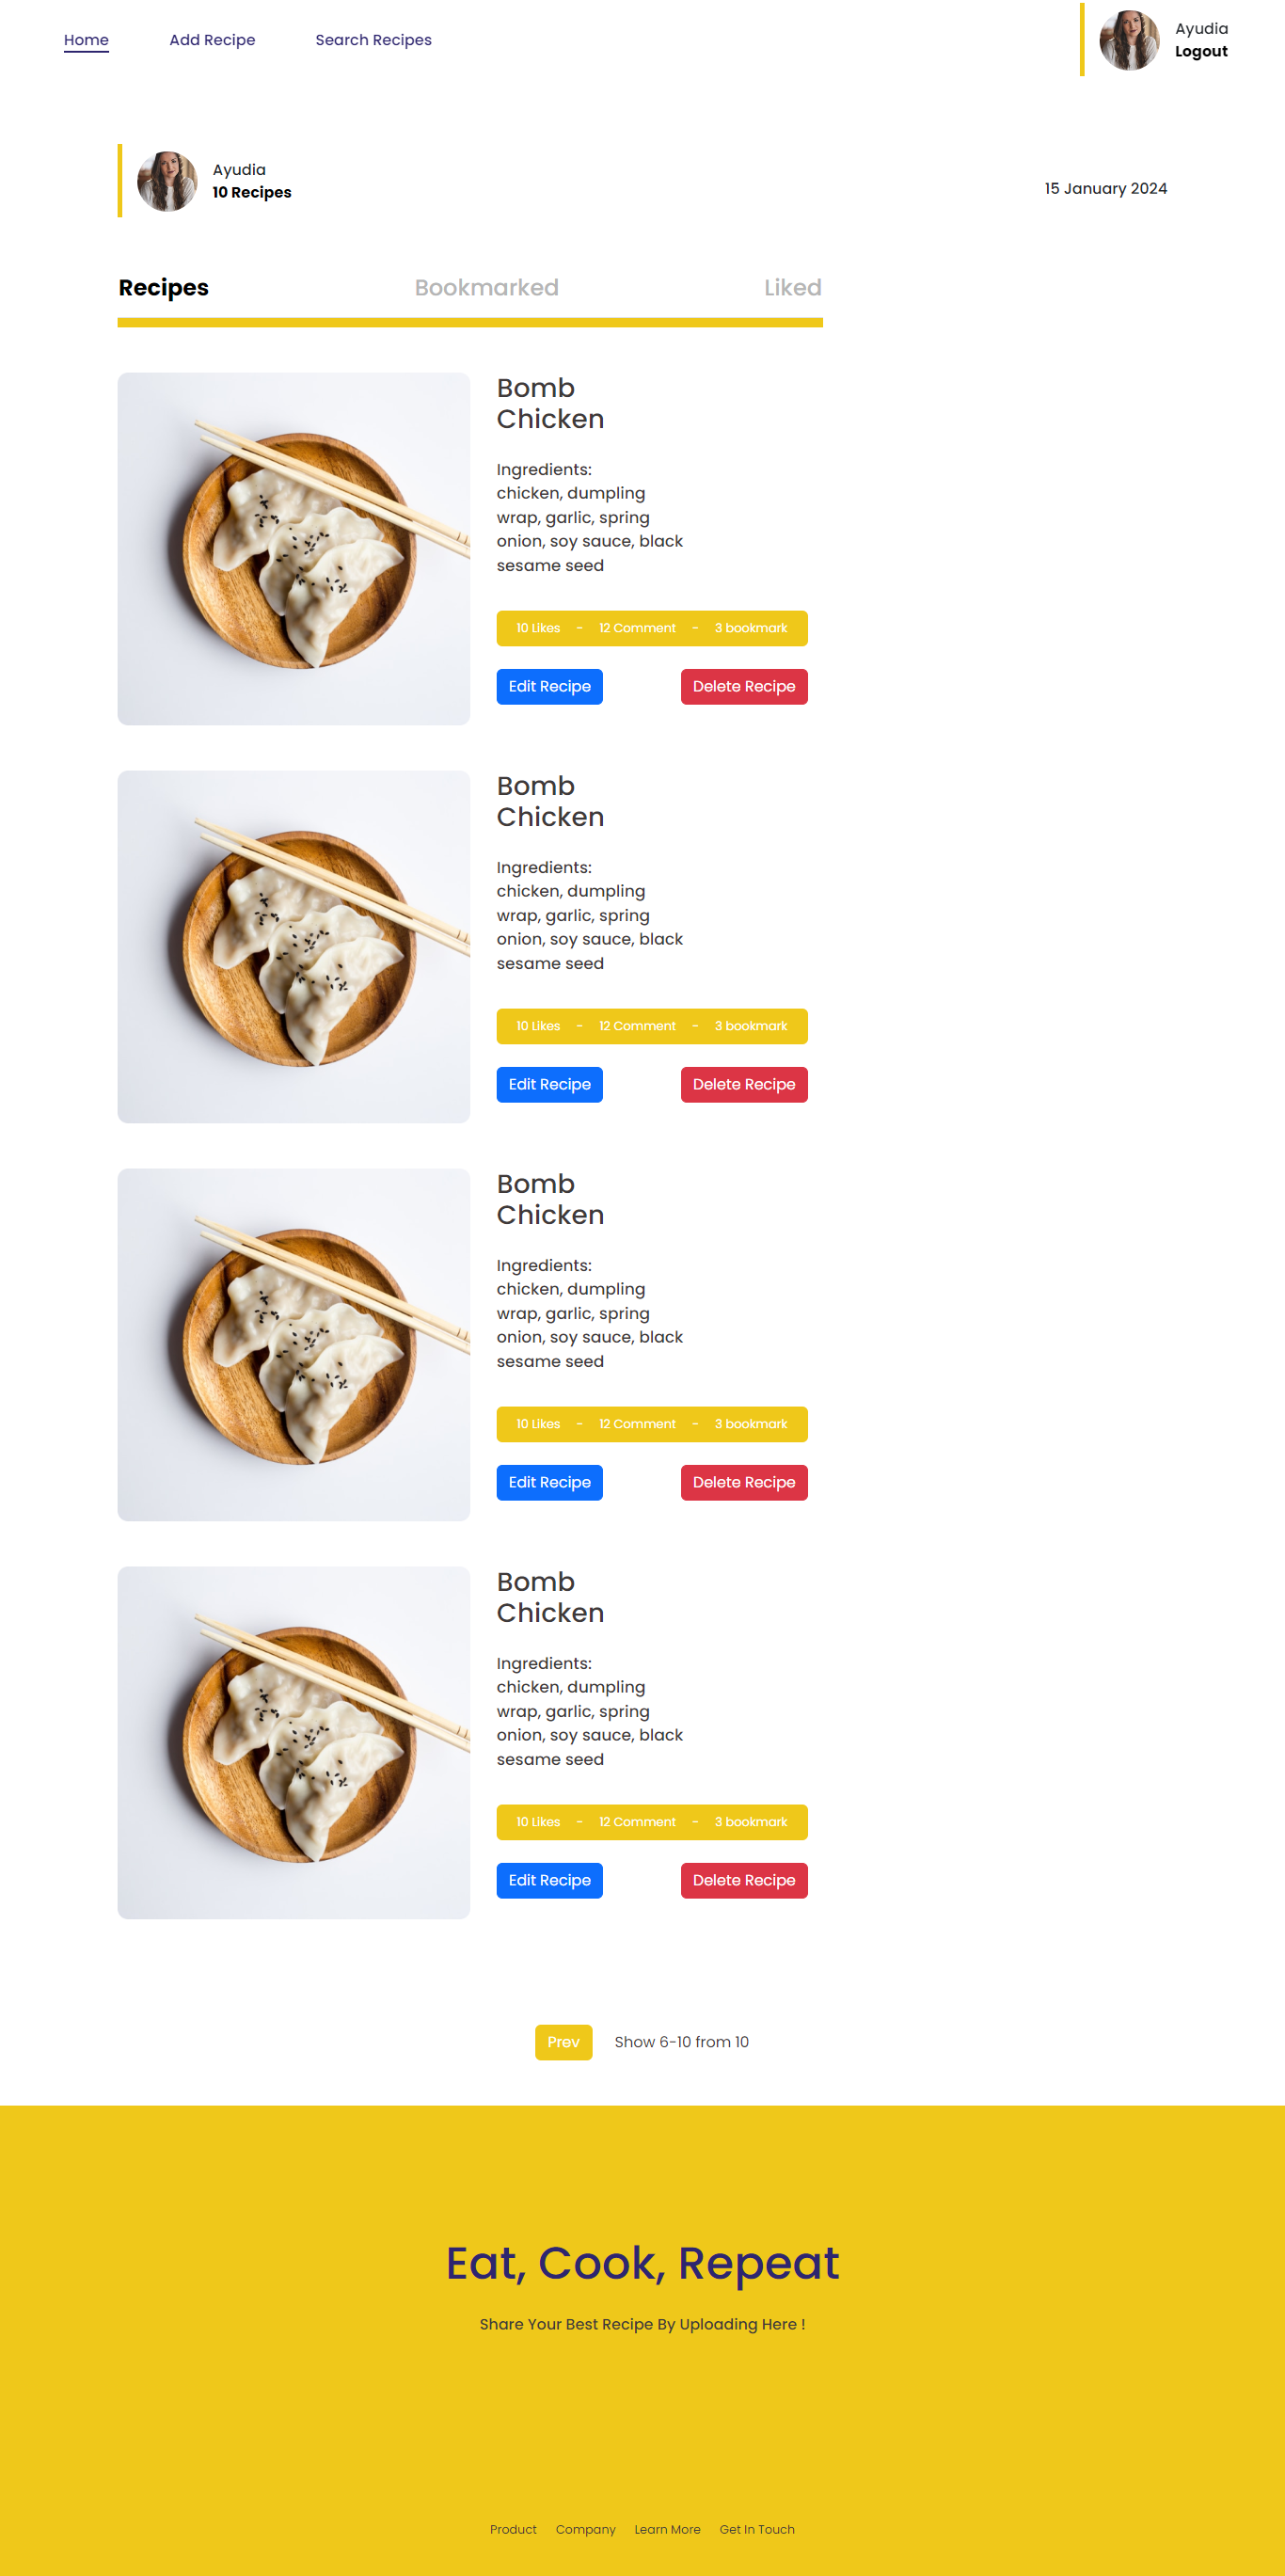 Home Add Recipe Search Recipes
Ayudia
Logout
Ayudia
10 Recipes
15 January 2024
Recipes Bookmarked Liked
Bomb
Chicken
Ingredients:
chicken, dumpling
wrap, garlic, spring
onion, soy sauce, black
sesame seed
10 Likes - 12 Comment - 3 bookmark
Edit Recipe Delete Recipe
Bomb
Chicken
Ingredients:
chicken, dumpling
wrap, garlic, spring
onion, soy sauce, black
sesame seed
10 Likes - 12 Comment - 3 bookmark
Edit Recipe Delete Recipe
Bomb
Chicken
Ingredients:
chicken, dumpling
wrap, garlic, spring
onion, soy sauce, black
sesame seed
10 Likes - 12 Comment - 3 bookmark
Edit Recipe Delete Recipe
Bomb
Chicken
Ingredients:
chicken, dumpling
wrap, garlic, spring
onion, soy sauce, black
sesame seed
10 Likes - 12 Comment - 3 bookmark
Edit Recipe Delete Recipe
Prev Show 6-10 from 10
Eat, Cook, Repeat
Share Your Best Recipe By Uploading Here !
Product Company Learn More Get In Touch